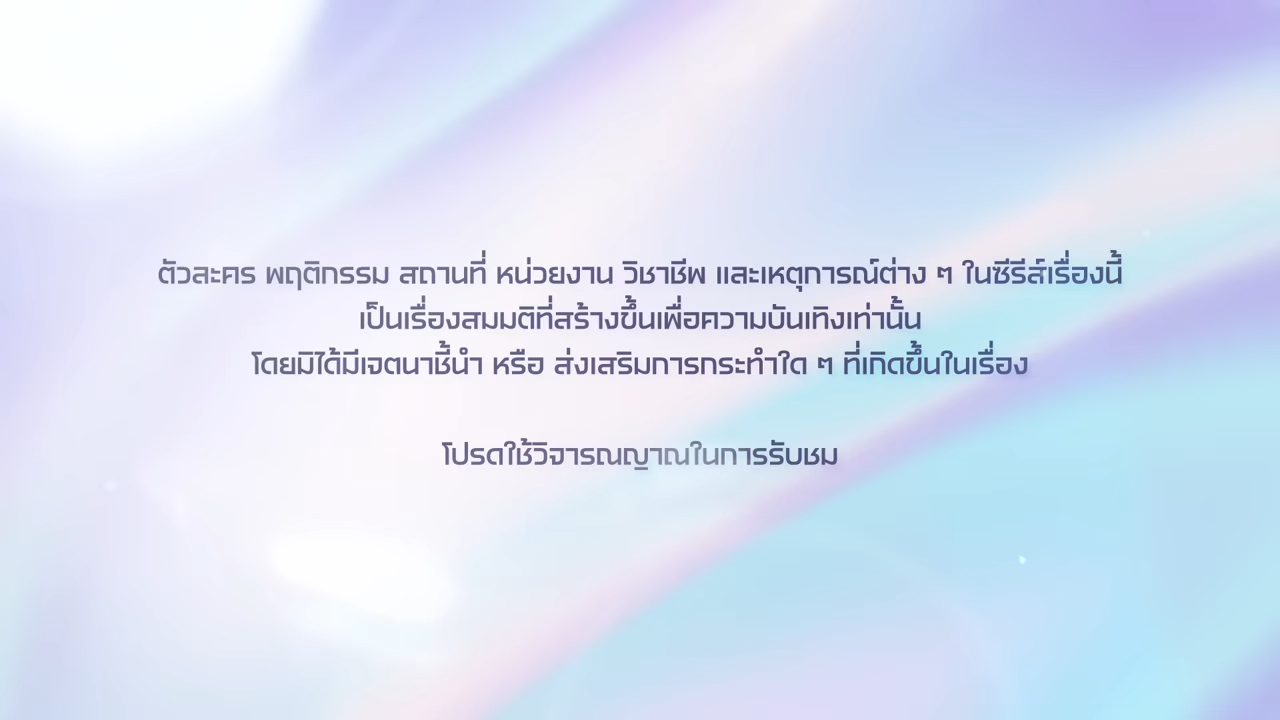 ตัวละคร พฤติกรรม สถานที่ หน่วยงาน วิชาชีพ และเหตุการณ์ต่าง ๆ ในซีรีส์เรื่องนี้
เป็นเรื่องสมมติที่สร้างขึ้นเพื่อความบันเทิงเท่านั้น
โดยมิได้มีเจตนาชี้นำ หรือ ส่งเสริมการกระทำใด ๆ ที่เกิดขึ้นในเรื่อง
โปรดใช้วิจารณญาณในการรับชม